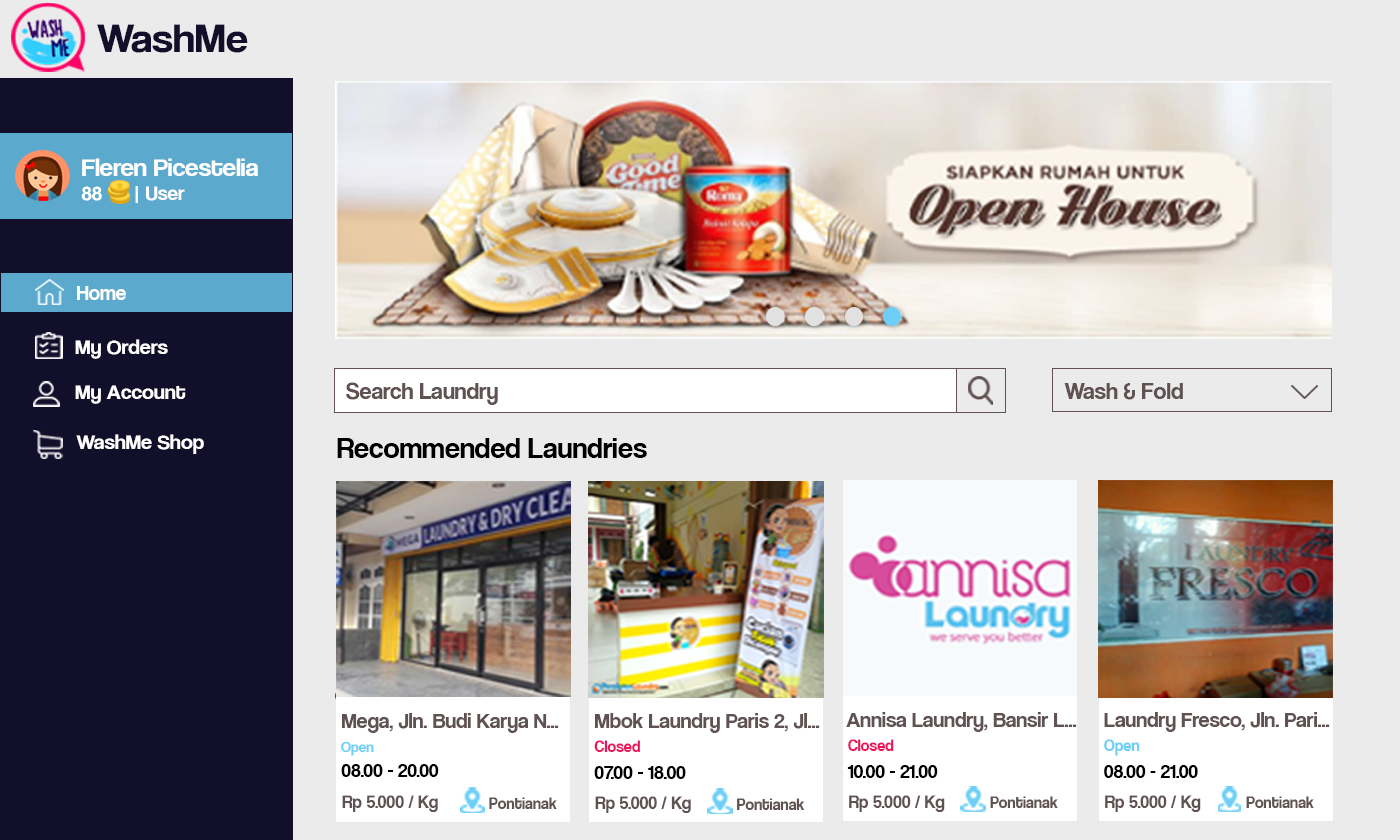 WASH
ME
WashMe
Fleren Picestelia
88 | User
Home
My Orders
My Account
WashMe Shop
Good
Time
Roma
SIAPKAN RUMAH UNTUK
Open House
Search Laundry
Wash & Fold
Recommended Laundries
MEGA LAUNDRY & DRY CLEA
Mega, Jln. Budi Karya N...
Open
08.00 - 20.00
Rp 5.000 / Kg
Pontianak
Mbok Laundry Paris 2, Jl...
Closed
07.00 - 18.00
Rp 5.000 / Kg
Pontianak
annisa
Laundry
we serve you better
Annisa Laundry, Bansir L...
Closed
10.00 - 21.00
Rp 5.000 / Kg
Pontianak
LAUNDRY
FRESCO
Laundry Fresco, Jln. Pari...
Open
08.00 - 21.00
Rp 5.000 / Kg
Pontianak